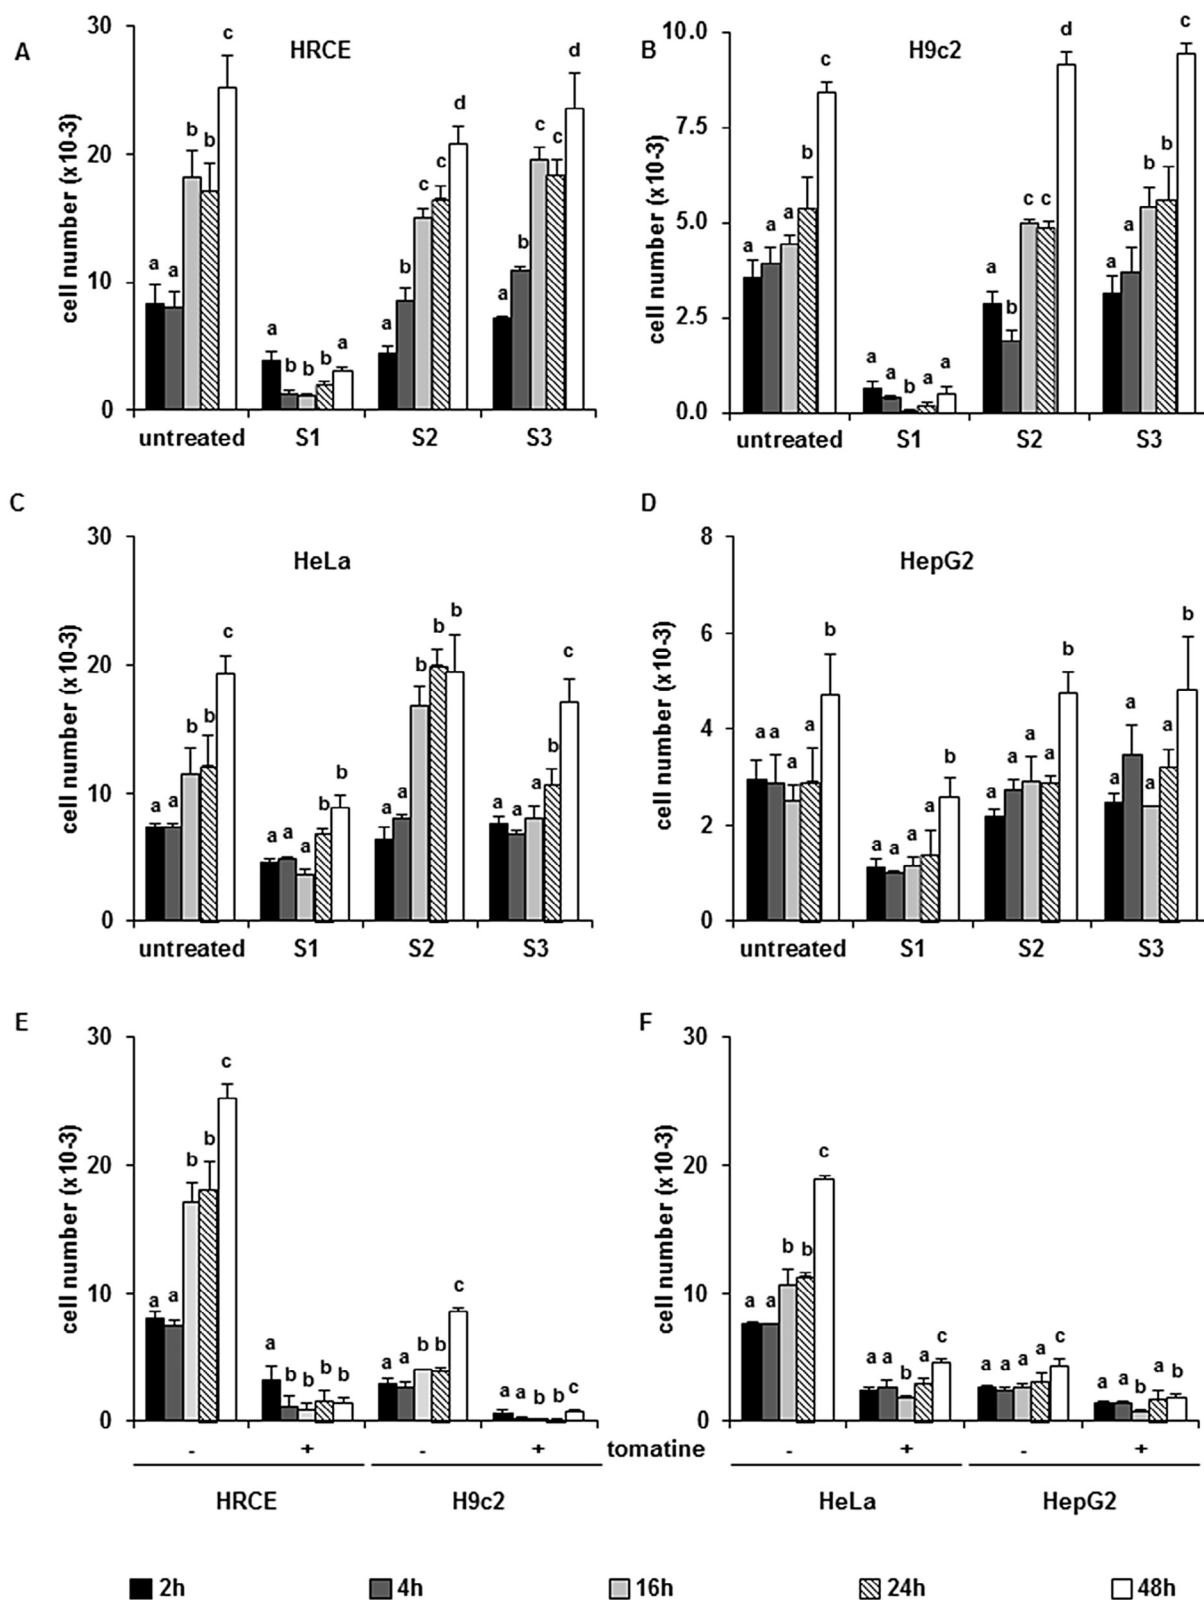 A
HRCE
cell number (x10-3)
30
20
10
0
a a b b c
a b b b a
a b c c d
a b c c d
untreated S1 S2 S3
B
H9c2
cell number (x10-3)
10.0
7.5
5.0
2.5
0.0
a a a b c
a a b a a
a b c c d
a a b b c
untreated S1 S2 S3
C
HeLa
cell number (x10-3)
30
20
10
0
a a b b c
a a a b b
a a b b b
a a a b c
untreated S1 S2 S3
D
HepG2
cell number (x10-3)
8
6
4
2
0
a a a a b
a a a a b
a a a a b
a a a a b
untreated S1 S2 S3
E
cell number (x10-3)
30
20
10
0
a a b b c
a b b b b
a a b b c
a a b b c
- + - + tomatine
HRCE H9c2
F
cell number (x10-3)
30
20
10
0
a a b b c
a a b a c
a a a a c
a a b a b
- + - +
HeLa HepG2
2h 4h 16h 24h 48h